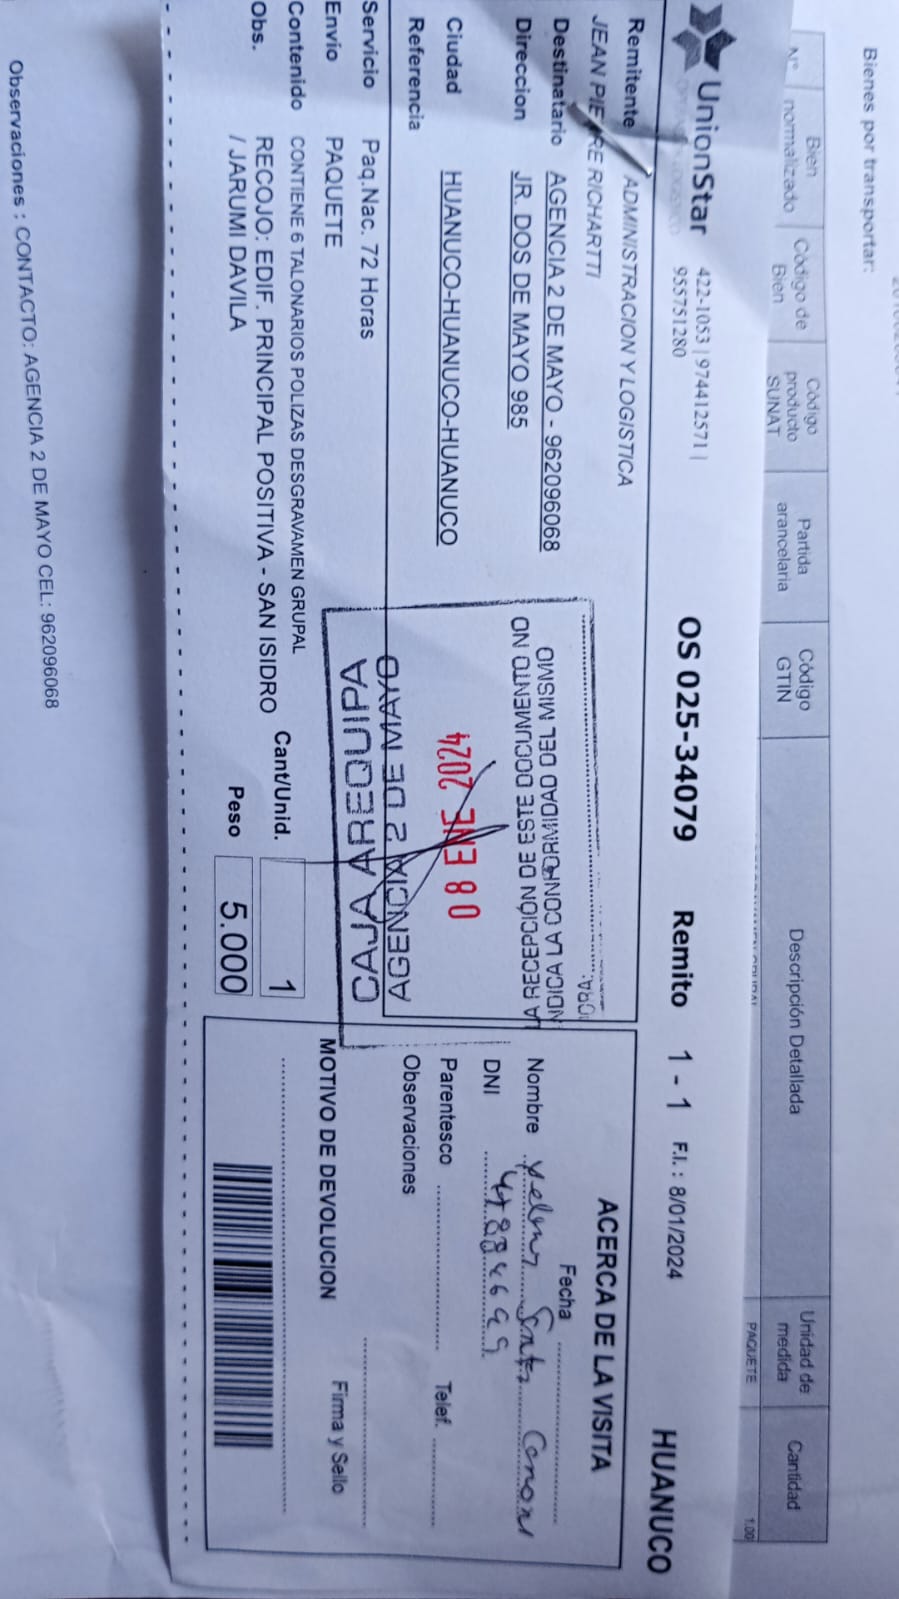 Bienes por transportar:
Nº
Bien normalizado
Código de Bien
Código producto SUNAT
Partida arancelaria
Código GTIN
Descripción Detallada
Unidad de medida
Cantidad
PAQUETE
1.00
UnionStar
422-1053 | 974412571 |
955751280
OS 025-34079 Remito 1 - 1 F.I.: 8/01/2024 HUANUCO
Remitente ADMINISTRACION Y LOGISTICA
JEAN PIERRE RICHARTTI
Destinatario AGENCIA 2 DE MAYO - 962096068
Direccion JR. DOS DE MAYO 985
Ciudad HUANUCO-HUANUCO-HUANUCO
Referencia
Servicio Paq.Nac. 72 Horas
Envio PAQUETE
Contenido CONTIENE 6 TALONARIOS POLIZAS DESGRAVAMEN GRUPAL
Obs. RECOJO: EDIF. PRINCIPAL POSITIVA - SAN ISIDRO
/ JARUMI DAVILA
Cant/Unid. 1
Peso 5.000
CAJA AREQUIPA
AGENCIA 2 DE MAYO
08 ENE 2024
LA RECEPCIÓN DE ESTE DOCUMENTO NO
INDICA LA CONFORMIDAD DEL MISMO
ACERCA DE LA VISITA
Fecha
Nombre
DNI
Parentesco Telef.
Observaciones
MOTIVO DE DEVOLUCION
Firma y Sello
Observaciones : CONTACTO: AGENCIA 2 DE MAYO CEL: 962096068